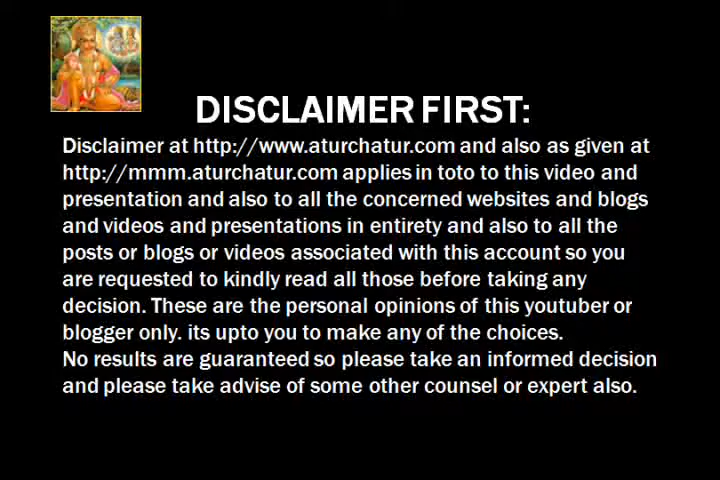 DISCLAIMER FIRST:
Disclaimer at http://www.aturchatur.com and also as given at
http://mmm.aturchatur.com applies in toto to this video and
presentation and also to all the concerned websites and blogs
and videos and presentations in entirety and also to all the
posts or blogs or videos associated with this account so you
are requested to kindly read all those before taking any
decision. These are the personal opinions of this youtuber or
blogger only. its upto you to make any of the choices.
No results are guaranteed so please take an informed decision
and please take advise of some other counsel or expert also.